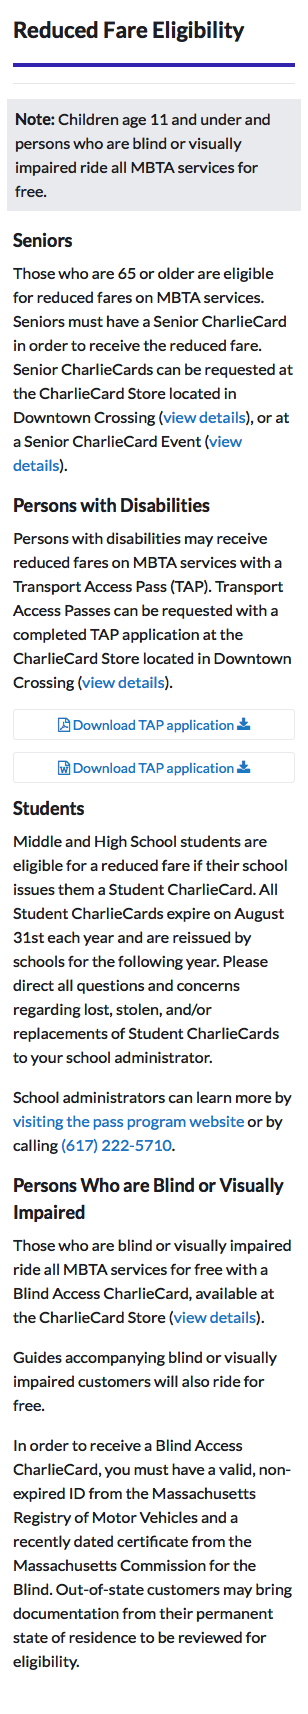 Reduced Fare Eligibility
Note: Children age 11 and under and
persons who are blind or visually
impaired ride all MBTA services for
free.
Seniors
Those who are 65 or older are eligible
for reduced fares on MBTA services.
Seniors must have a Senior CharlieCard
in order to receive the reduced fare.
Senior CharlieCards can be requested at
the CharlieCard Store located in
Downtown Crossing (view details), or at
a Senior CharlieCard Event (view
details).
Persons with Disabilities
Persons with disabilities may receive
reduced fares on MBTA services with a
Transport Access Pass (TAP). Transport
Access Passes can be requested with a
completed TAP application at the
CharlieCard Store located in Downtown
Crossing (view details).
Download TAP application
Download TAP application
Students
Middle and High School students are
eligible for a reduced fare if their school
issues them a Student CharlieCard. All
Student CharlieCards expire on August
31st each year and are reissued by
schools for the following year. Please
direct all questions and concerns
regarding lost, stolen, and/or
replacements of Student CharlieCards
to your school administrator.
School administrators can learn more by
visiting the pass program website or by
calling (617) 222-5710.
Persons Who are Blind or Visually
Impaired
Those who are blind or visually impaired
ride all MBTA services for free with a
Blind Access CharlieCard, available at
the CharlieCard Store (view details).
Guides accompanying blind or visually
impaired customers will also ride for
free.
In order to receive a Blind Access
CharlieCard, you must have a valid, non-
expired ID from the Massachusetts
Registry of Motor Vehicles and a
recently dated certificate from the
Massachusetts Commission for the
Blind. Out-of-state customers may bring
documentation from their permanent
state of residence to be reviewed for
eligibility.